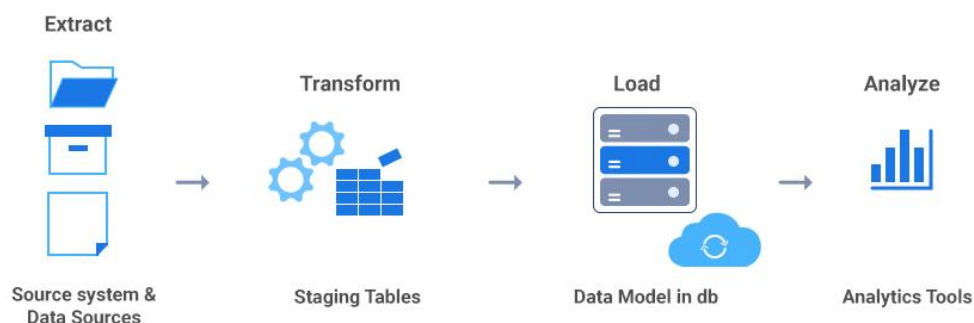 Extract
Transform
Load
Analyze
Source system &
Data Sources
Staging Tables
Data Model in db
Analytics Tools